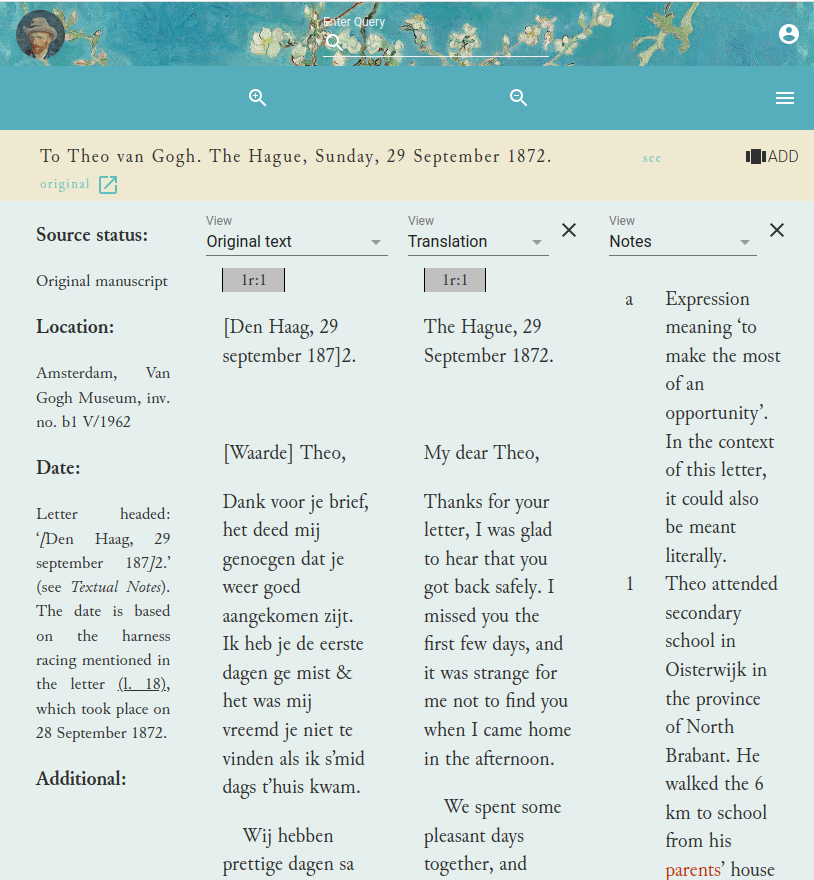 Enter Query
To Theo van Gogh. The Hague, Sunday, 29 September 1872.
see
original
ADD
Source status:
Original manuscript
Location:
Amsterdam, Van
Gogh Museum, inv.
no. b1 V/1962
Date:
Letter headed:
‘[Den Haag, 29
september 187]2.’
(see Textual Notes).
The date is based
on the harness
racing mentioned in
the letter (l. 18),
which took place on
28 September 1872.
Additional:
View
Original text
1r:1
[Den Haag, 29
september 187]2.
[Waarde] Theo,
Dank voor je brief,
het deed mij
genoegen dat je
weer goed
aangekomen zijt.
Ik heb je de eerste
dagen ge mist &
het was mij
vreemd je niet te
vinden als ik s’mid
dags t’huis kwam.
Wij hebben
prettige dagen sa
View
Translation
1r:1
The Hague, 29
September 1872.
My dear Theo,
Thanks for your
letter, I was glad
to hear that you
got back safely. I
missed you the
first few days, and
it was strange for
me not to find you
when I came home
in the afternoon.
We spent some
pleasant days
together, and
View
Notes
a Expression
meaning ‘to
make the most
of an
opportunity’.
In the context
of this letter,
it could also
be meant
literally.
1 Theo attended
secondary
school in
Oisterwijk in
the province
of North
Brabant. He
walked the 6
km to school
from his
parents’ house